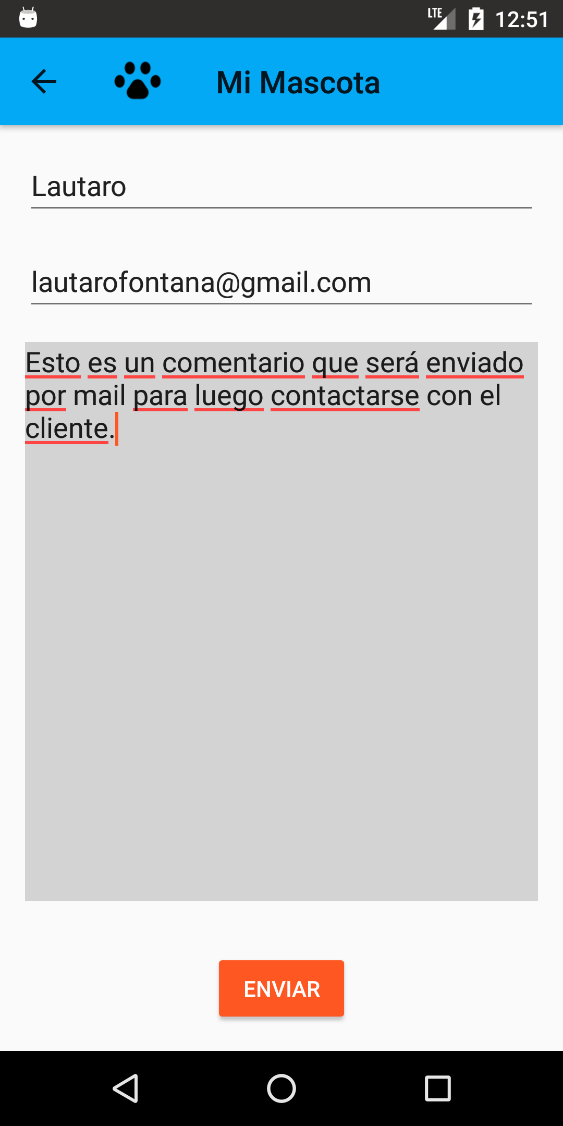 LTE 12:51
Mi Mascota
Lautaro
lautarofontana@gmail.com
Esto es un comentario que será enviado
por mail para luego contactarse con el
cliente.
ENVIAR